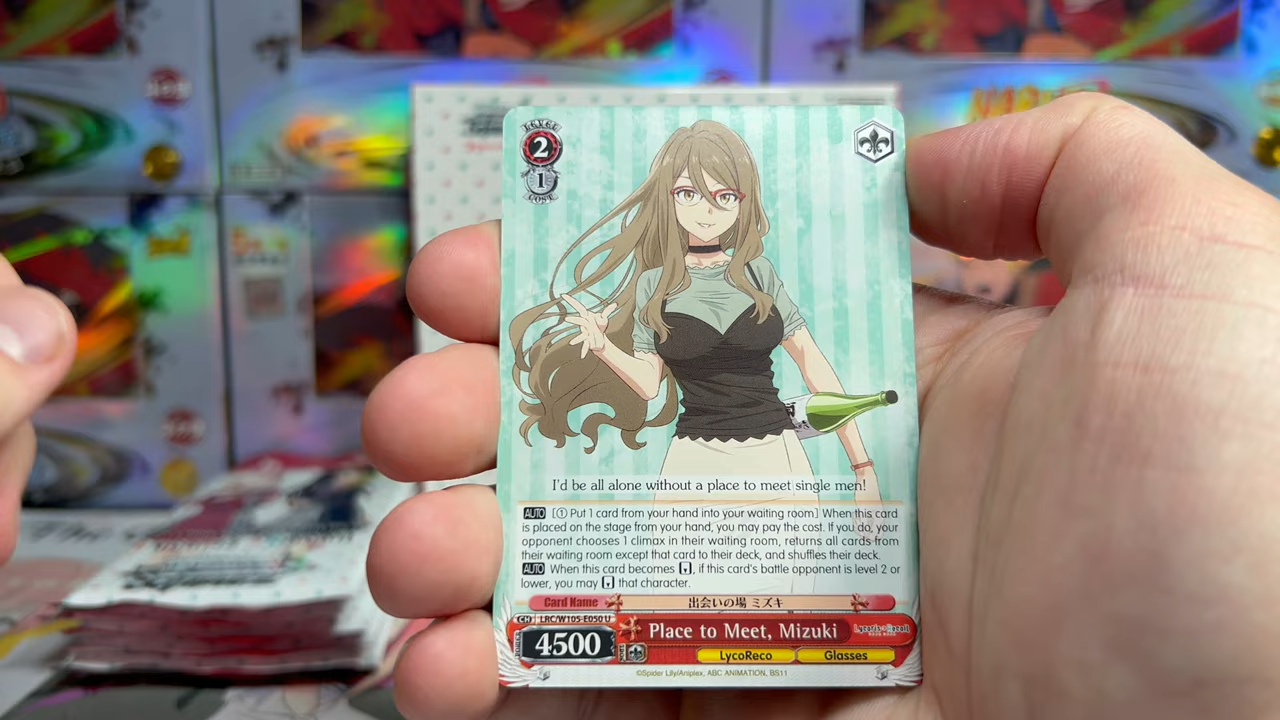 LEVEL
2
1
COST
I'd be all alone without a place to meet single men!
AUTO [① Put 1 card from your hand into your waiting room] When this card
is placed on the stage from your hand, you may pay the cost. If you do, your
opponent chooses 1 climax in their waiting room, returns all cards from
their waiting room except that card to their deck, and shuffles their deck.
AUTO When this card becomes , if this card's battle opponent is level 2 or
lower, you may that character.
Card Name 出会いの場 ミズキ
CH LRC/W105-E050 U
4500
Place to Meet, Mizuki
Lycoris Recoil
LycoReco Glasses
©Spider Lily/Aniplex, ABC ANIMATION, BS11